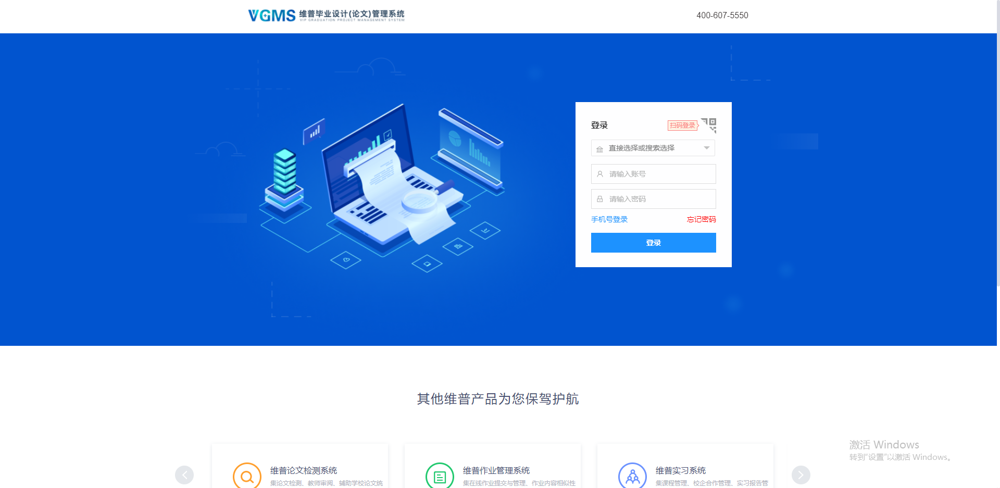 VGMS 维普毕业设计(论文)管理系统
VIP GRADUATION PROJECT MANAGEMENT SYSTEM
400-607-5550
登录
扫码登录
直接选择或搜索选择
请输入账号
请输入密码
手机号登录 忘记密码
登录
其他维普产品为您保驾护航
维普论文检测系统
集论文检测、教师审阅、辅助学校论文统
维普作业管理系统
集在线作业提交与管理、作业内容相似性
维普实习系统
集课程管理、校企合作管理、实习报告管
激活 Windows
转到"设置"以激活 Windows。